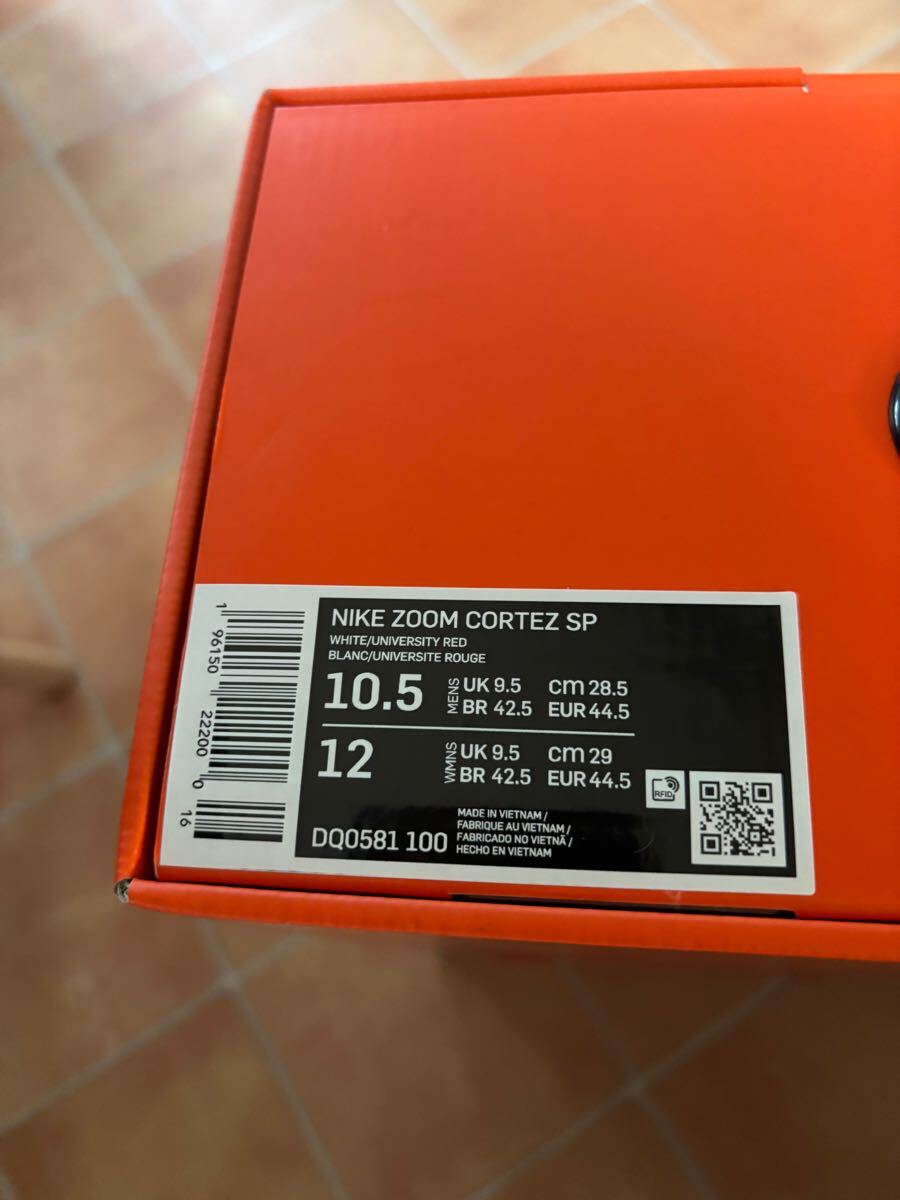 1
96150
22200
0
16
NIKE ZOOM CORTEZ SP
WHITE/UNIVERSITY RED
BLANC/UNIVERSITE ROUGE
10.5
MENS
UK 9.5 cm 28.5
BR 42.5 EUR 44.5
12
WMNS
UK 9.5 cm 29
BR 42.5 EUR 44.5
RFID
DQ0581 100
MADE IN VIETNAM /
FABRIQUE AU VIETNAM /
FABRICADO NO VIETNÃ /
HECHO EN VIETNAM